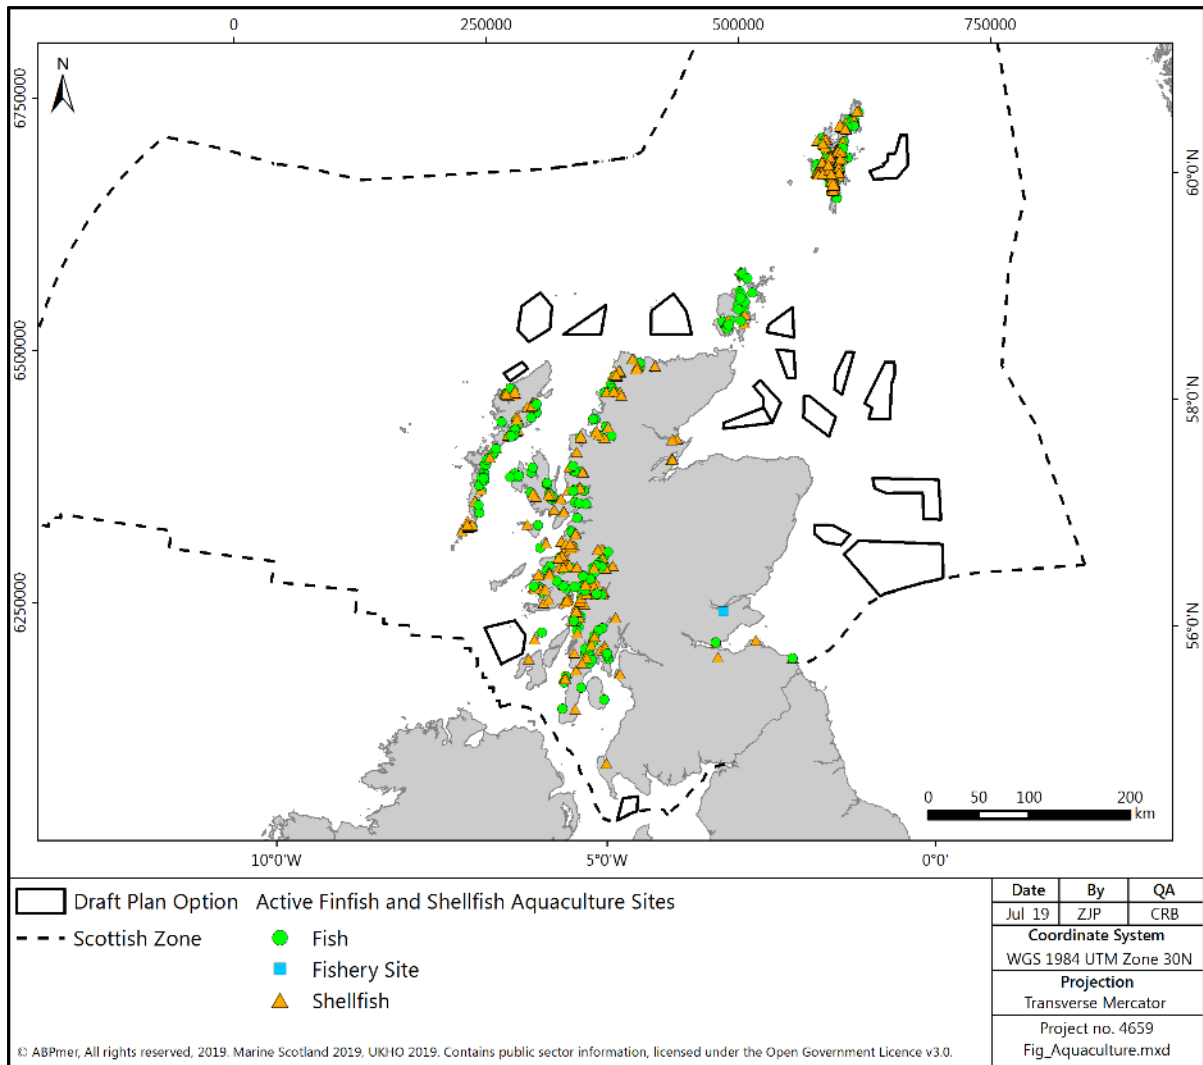 0 250000 500000 750000
N
6750000
6500000
6250000
60°0'N
58°0'N
56°0'N
0 50 100 200
km
10°0'W 5°0'W 0°0'
Draft Plan Option Active Finfish and Shellfish Aquaculture Sites
Scottish Zone
Fish
Fishery Site
Shellfish
© ABPmer, All rights reserved, 2019. Marine Scotland 2019, UKHO 2019. Contains public sector information, licensed under the Open Government Licence v3.0.
Date By QA
Jul 19 ZJP CRB
Coordinate System
WGS 1984 UTM Zone 30N
Projection
Transverse Mercator
Project no. 4659
Fig_Aquaculture.mxd